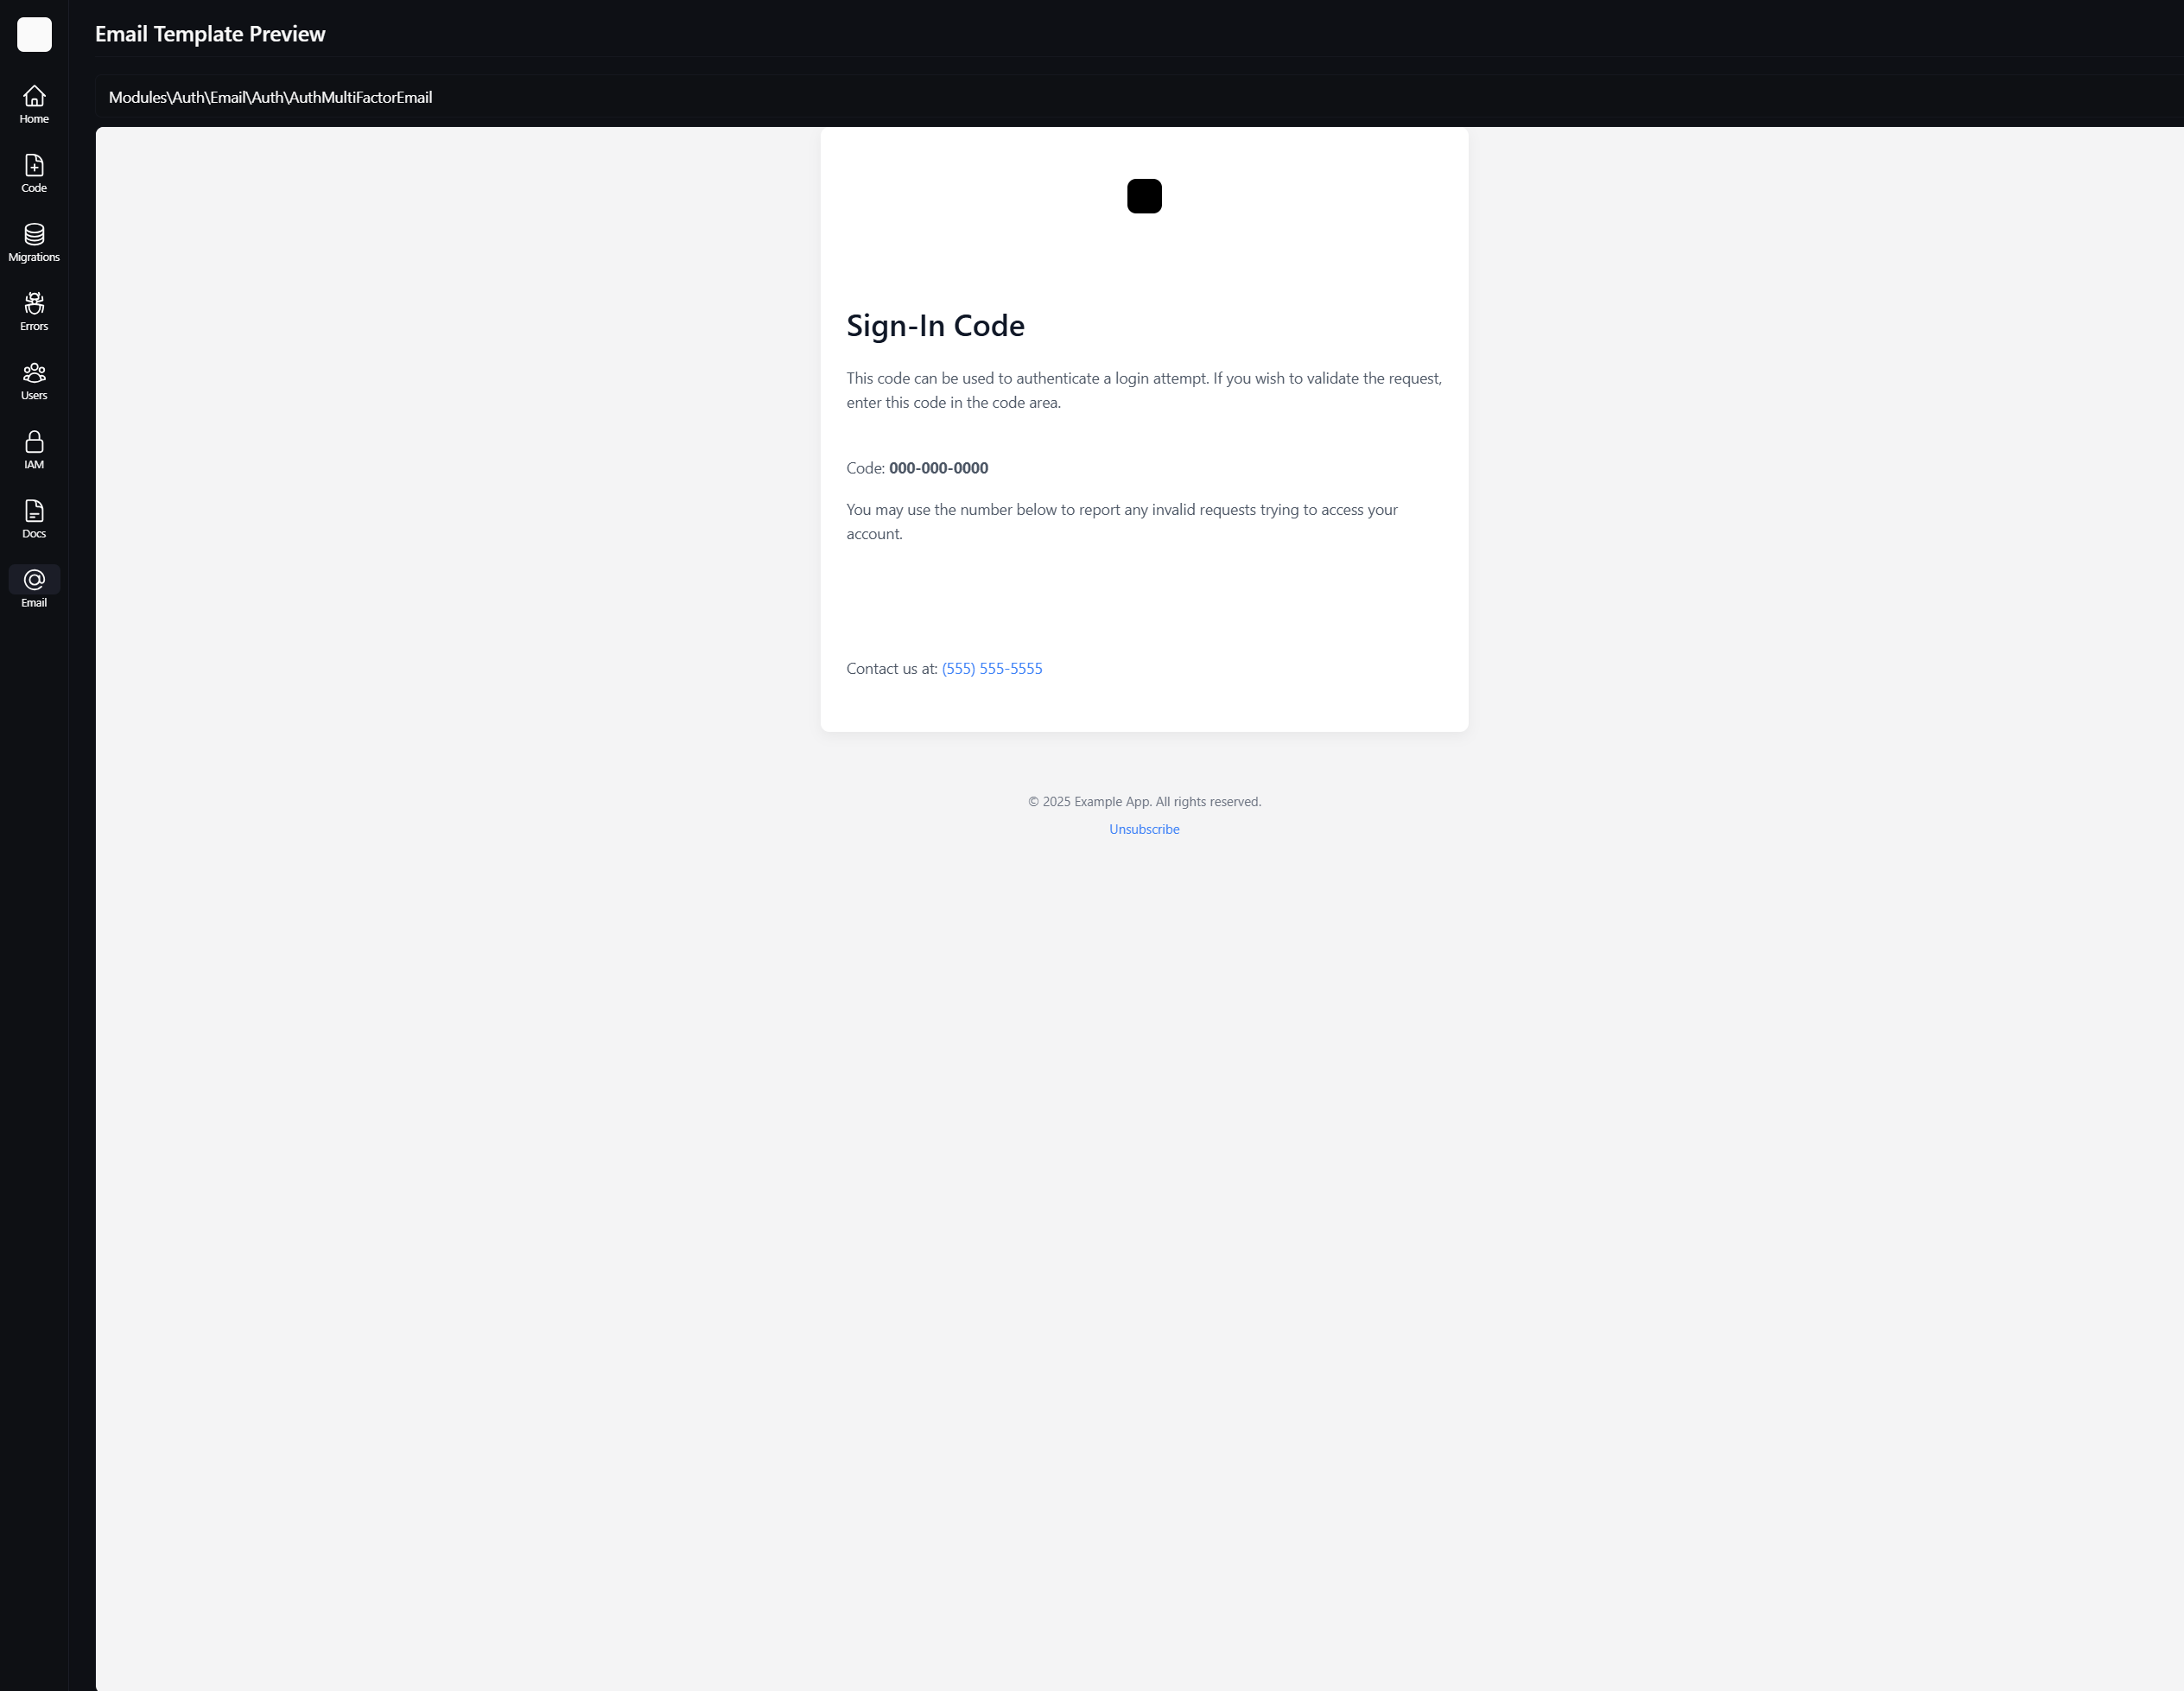 Email Template Preview
Modules\Auth\Email\Auth\AuthMultiFactorEmail
Home
Code
Migrations
Errors
Users
IAM
Docs
Email
Sign-In Code
This code can be used to authenticate a login attempt. If you wish to validate the request,
enter this code in the code area.
Code: 000-000-0000
You may use the number below to report any invalid requests trying to access your
account.
Contact us at: (555) 555-5555
© 2025 Example App. All rights reserved.
Unsubscribe